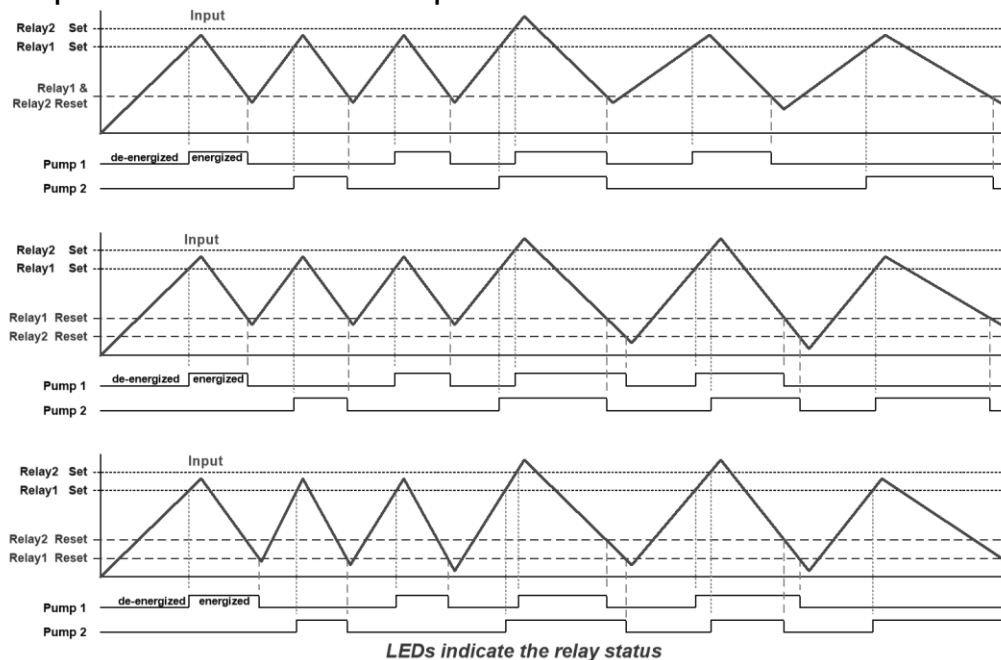 Input
Relay2 Set
Relay1 Set
Relay1 &
Relay2 Reset
Pump 1 de-energized energized
Pump 2
Input
Relay2 Set
Relay1 Set
Relay1 Reset
Relay2 Reset
Pump 1 de-energized energized
Pump 2
Input
Relay2 Set
Relay1 Set
Relay2 Reset
Relay1 Reset
Pump 1 de-energized energized
Pump 2
LEDs indicate the relay status